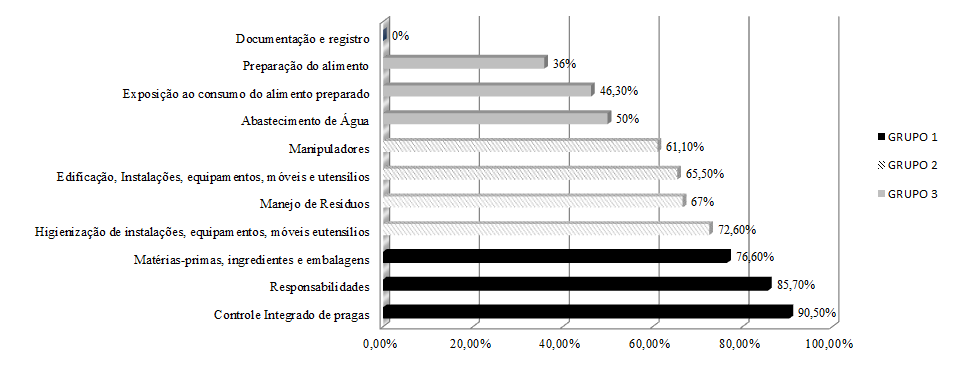 Documentação e registro 0%
Preparação do alimento 36%
Exposição ao consumo do alimento preparado 46,30%
Abastecimento de Água 50%
Manipuladores 61,10%
Edificação, Instalações, equipamentos, móveis e utensilios 65,50%
Manejo de Residuos 67%
Higienização de instalações, equipamentos, móveis eutensilios 72,60%
Matérias-primas, ingredientes e embalagens 76,60%
Responsabilidades 85,70%
Controle Integrado de pragas 90,50%
0,00% 20,00% 40,00% 60,00% 80,00% 100,00%
GRUPO 1
GRUPO 2
GRUPO 3